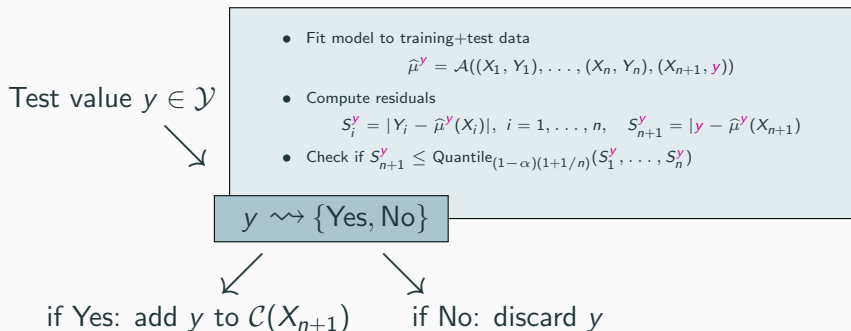 • Fit model to training+test data
μ̂^y = 𝒜((X_1, Y_1), . . . , (X_n, Y_n), (X_{n+1}, y))
Test value y ∈ 𝒴
• Compute residuals
S_i^y = |Y_i − μ̂^y(X_i)|, i = 1, . . . , n, S_{n+1}^y = |y − μ̂^y(X_{n+1})
• Check if S_{n+1}^y ≤ Quantile_{(1−α)(1+1/n)}(S_1^y, . . . , S_n^y)
y ⇝ {Yes, No}
if Yes: add y to 𝒞(X_{n+1})
if No: discard y